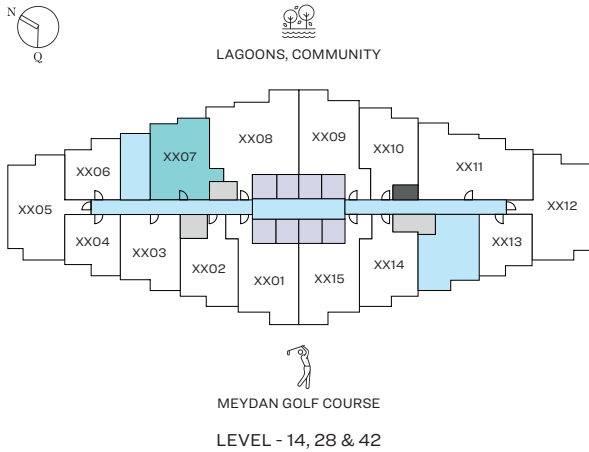 N
Q
LAGOONS, COMMUNITY
XX08
XX09
XX07
XX10
XX06
XX11
XX05
XX12
XX04
XX03
XX02
XX01
XX15
XX14
XX13
MEYDAN GOLF COURSE
LEVEL - 14, 28 & 42